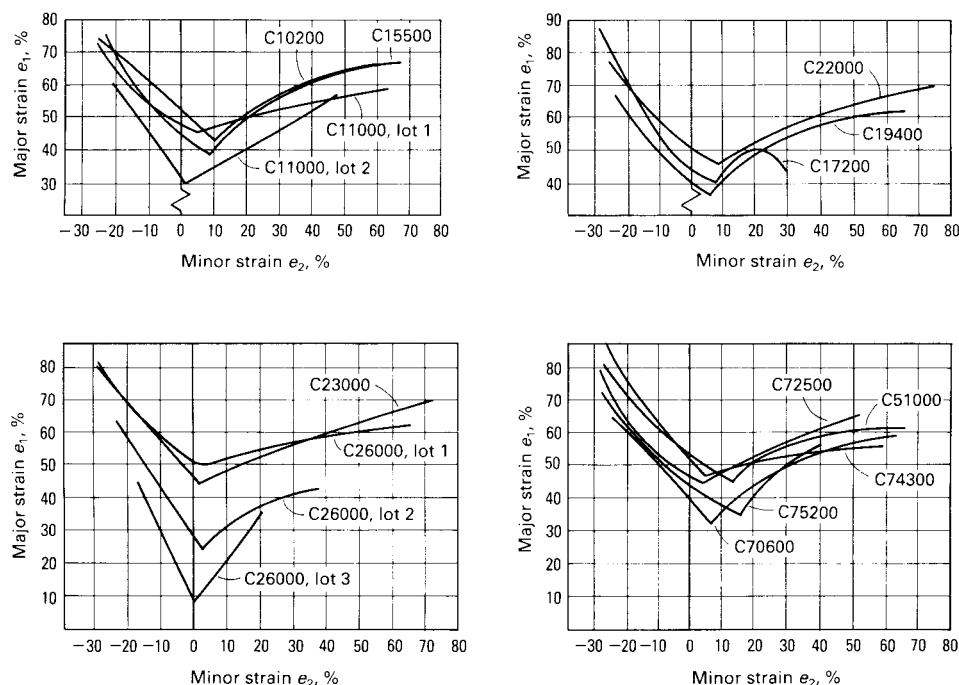 Major strain e₁, %
80
70
60
50
40
30
C10200
C15500
C11000, lot 1
C11000, lot 2
−30 −20 −10 0 10 20 30 40 50 60 70 80
Minor strain e₂, %
Major strain e₁, %
90
80
70
60
50
40
C22000
C19400
C17200
−30 −20 −10 0 10 20 30 40 50 60 70 80
Minor strain e₂, %
Major strain e₁, %
80
70
60
50
40
30
20
10
C23000
C26000, lot 1
C26000, lot 2
C26000, lot 3
−30 −20 −10 0 10 20 30 40 50 60 70 80
Minor strain e₂, %
Major strain e₁, %
80
70
60
50
40
30
20
10
C72500
C51000
C74300
C75200
C70600
−30 −20 −10 0 10 20 30 40 50 60 70 80
Minor strain e₂, %